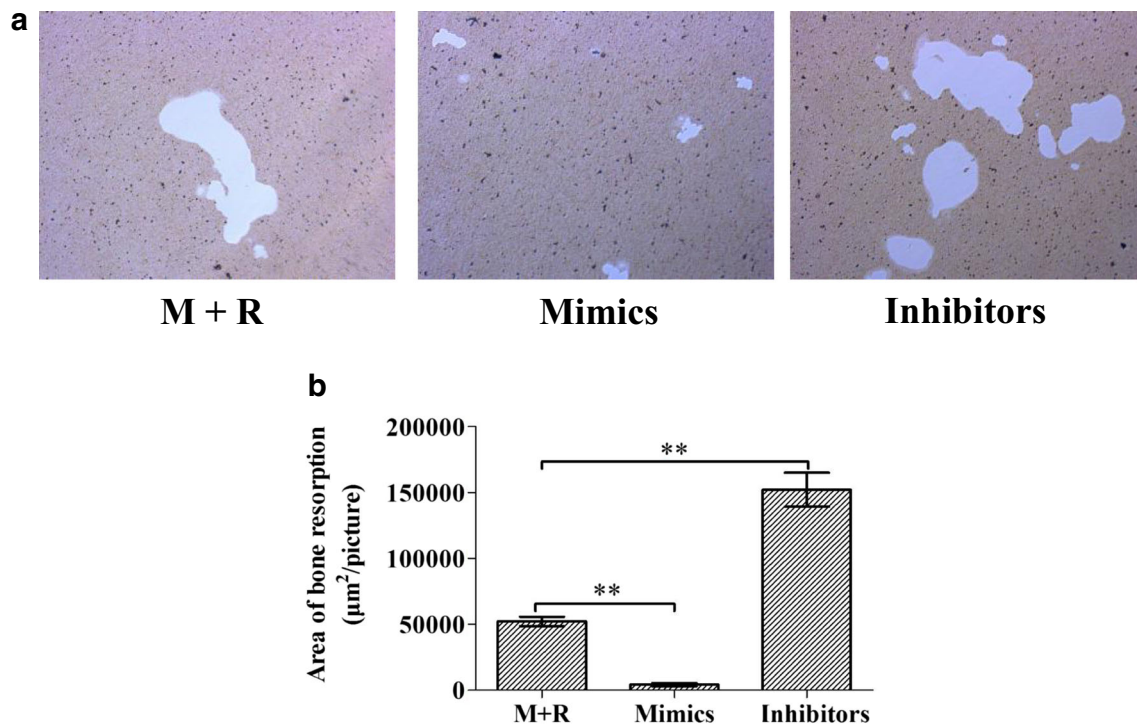 a
M + R
Mimics
Inhibitors
b
Area of bone resorption
(µm²/picture)
200000
150000
100000
50000
0
**
**
M+R
Mimics
Inhibitors